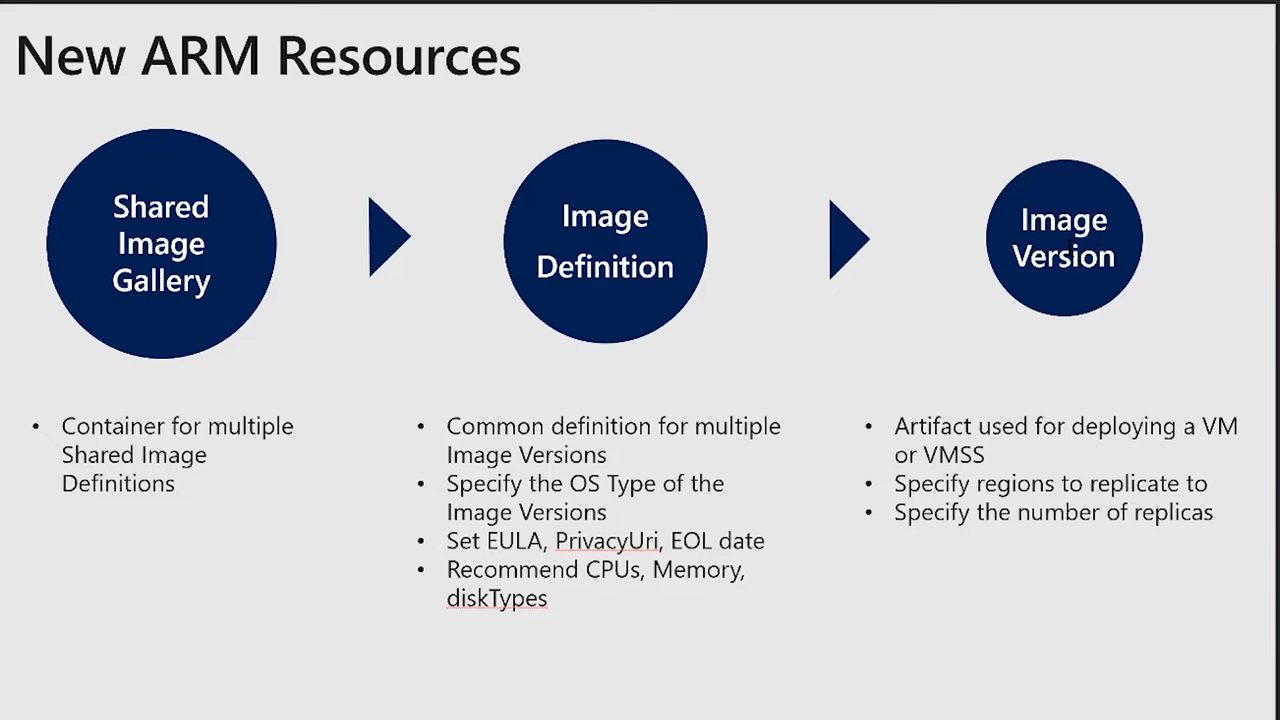 New ARM Resources
Shared
Image
Gallery
Image
Definition
Image
Version
• Container for multiple
Shared Image
Definitions
• Common definition for multiple
Image Versions
• Specify the OS Type of the
Image Versions
• Set EULA, PrivacyUri, EOL date
• Recommend CPUs, Memory,
diskTypes
• Artifact used for deploying a VM
or VMSS
• Specify regions to replicate to
• Specify the number of replicas